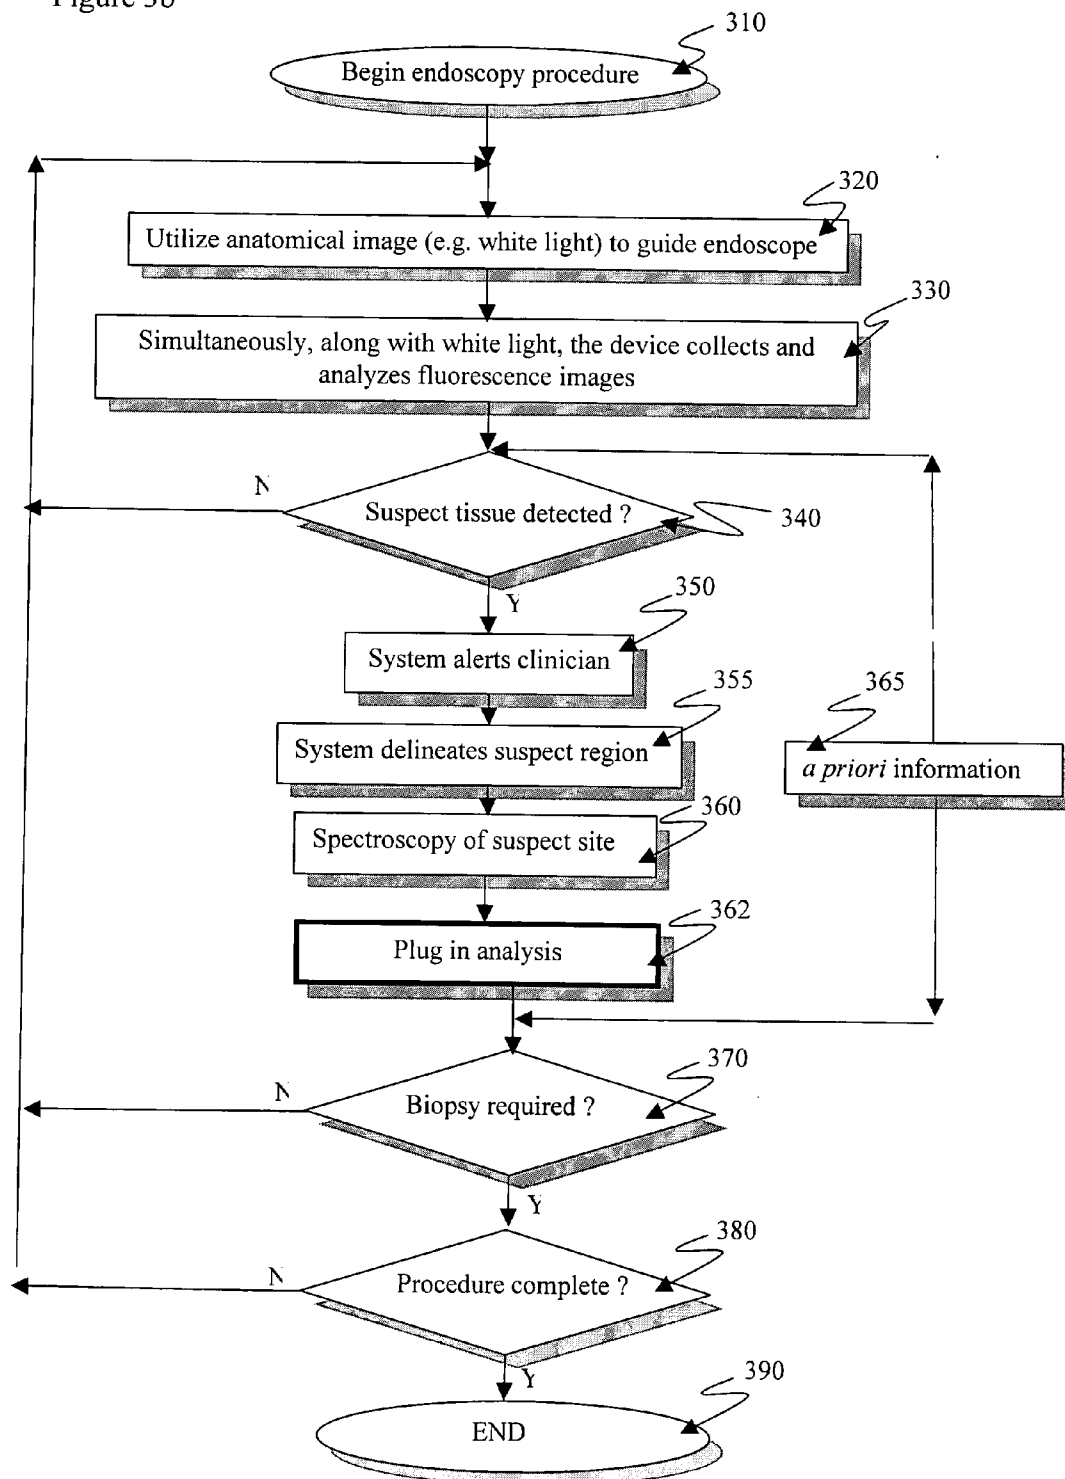 Figure 3b
310
Begin endoscopy procedure
320
Utilize anatomical image (e.g. white light) to guide endoscope
330
Simultaneously, along with white light, the device collects and
analyzes fluorescence images
N
Suspect tissue detected ?
340
Y
350
System alerts clinician
355
System delineates suspect region
365
a priori information
360
Spectroscopy of suspect site
362
Plug in analysis
370
N
Biopsy required ?
Y
380
N
Procedure complete ?
Y
390
END